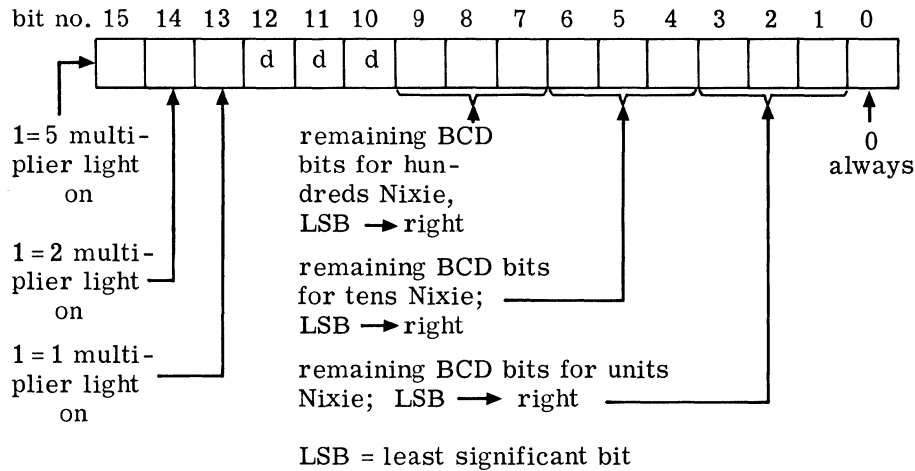 bit no. 15 14 13 12 11 10 9 8 7 6 5 4 3 2 1 0
d d d
1=5 multi-
plier light
on
1=2 multi-
plier light
on
1=1 multi-
plier light
on
remaining BCD
bits for hun-
dreds Nixie,
LSB → right
remaining BCD bits
for tens Nixie;
LSB → right
remaining BCD bits for units
Nixie; LSB → right
LSB = least significant bit
0
always